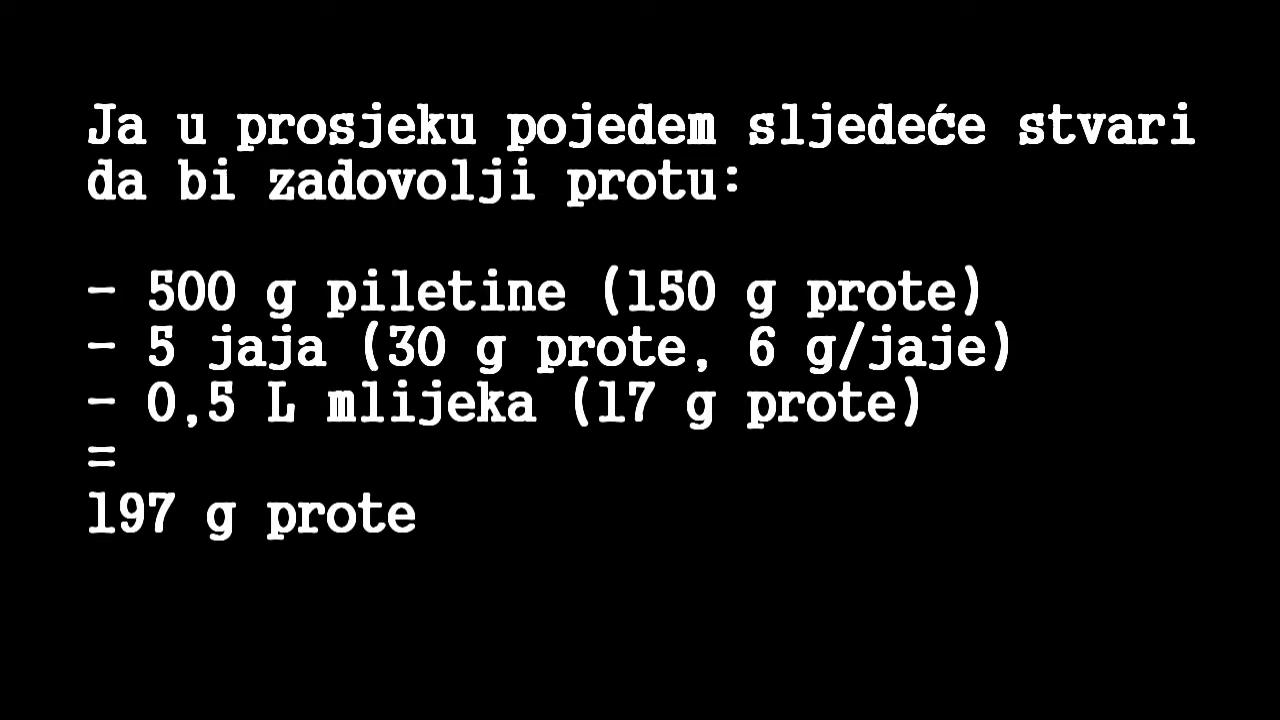 Ja u prosjeku pojedem sljedeće stvari
da bi zadovolji protu:
- 500 g piletine (150 g prote)
- 5 jaja (30 g prote, 6 g/jaje)
- 0,5 L mlijeka (17 g prote)
=
197 g prote